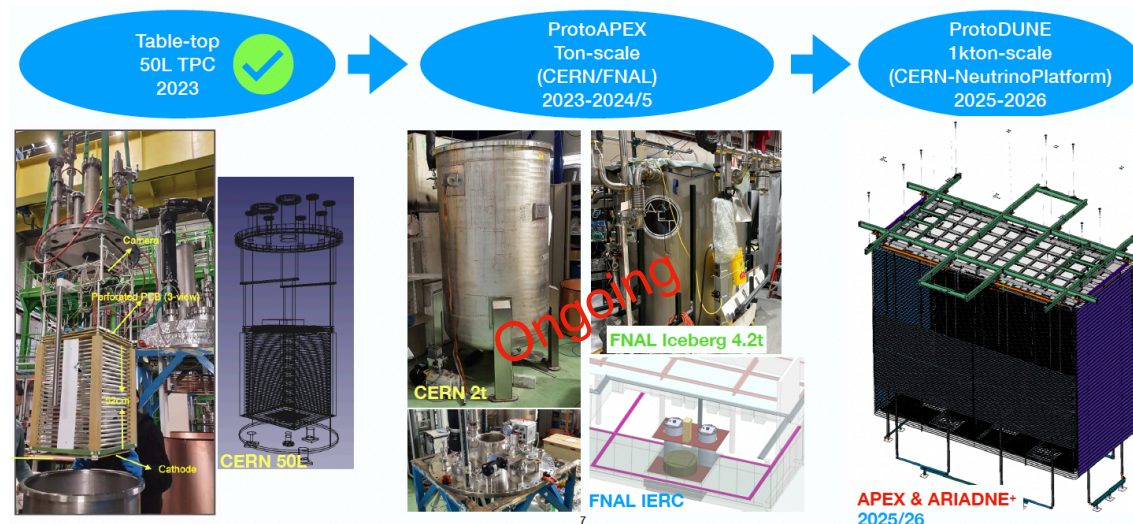 Table-top
50L TPC
2023
ProtoAPEX
Ton-scale
(CERN/FNAL)
2023-2024/5
ProtoDUNE
1kton-scale
(CERN-NeutrinoPlatform)
2025-2026
Camera
Perforated PCB (3-view)
52cm
Cathode
CERN 50L
CERN 2t
Ongoing
FNAL Iceberg 4.2t
FNAL IERC
APEX & ARIADNE+
2025/26
7